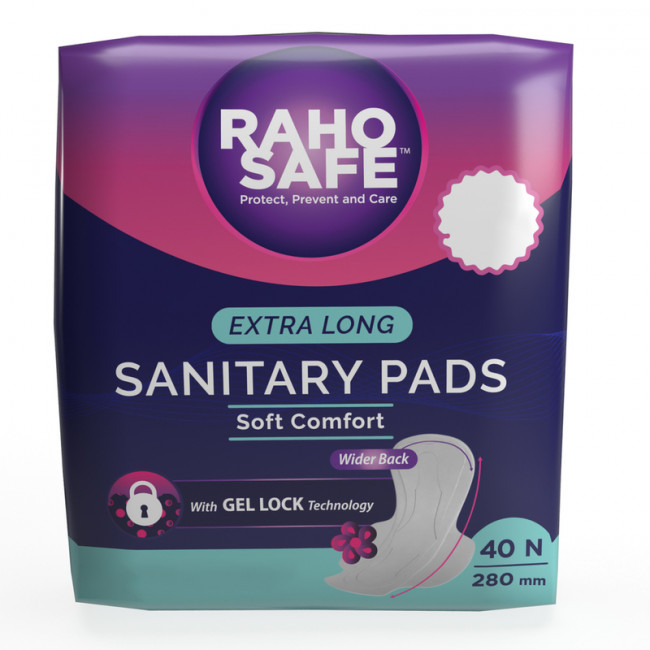 RAHO
SAFE™
Protect, Prevent and Care
EXTRA LONG
SANITARY PADS
Soft Comfort
Wider Back
With GEL LOCK Technology
40 N
280 mm